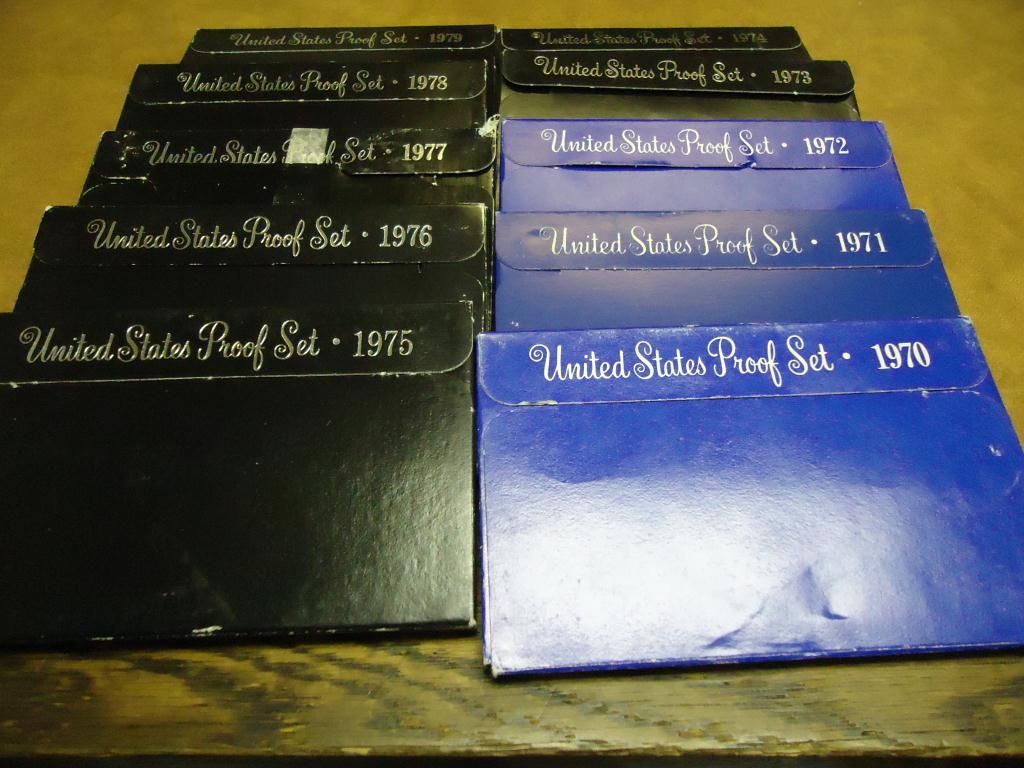 United States Proof Set · 1979
United States Proof Set · 1978
United States Proof Set · 1977
United States Proof Set · 1976
United States Proof Set · 1975
United States Proof Set · 1974
United States Proof Set · 1973
United States Proof Set · 1972
United States Proof Set · 1971
United States Proof Set · 1970